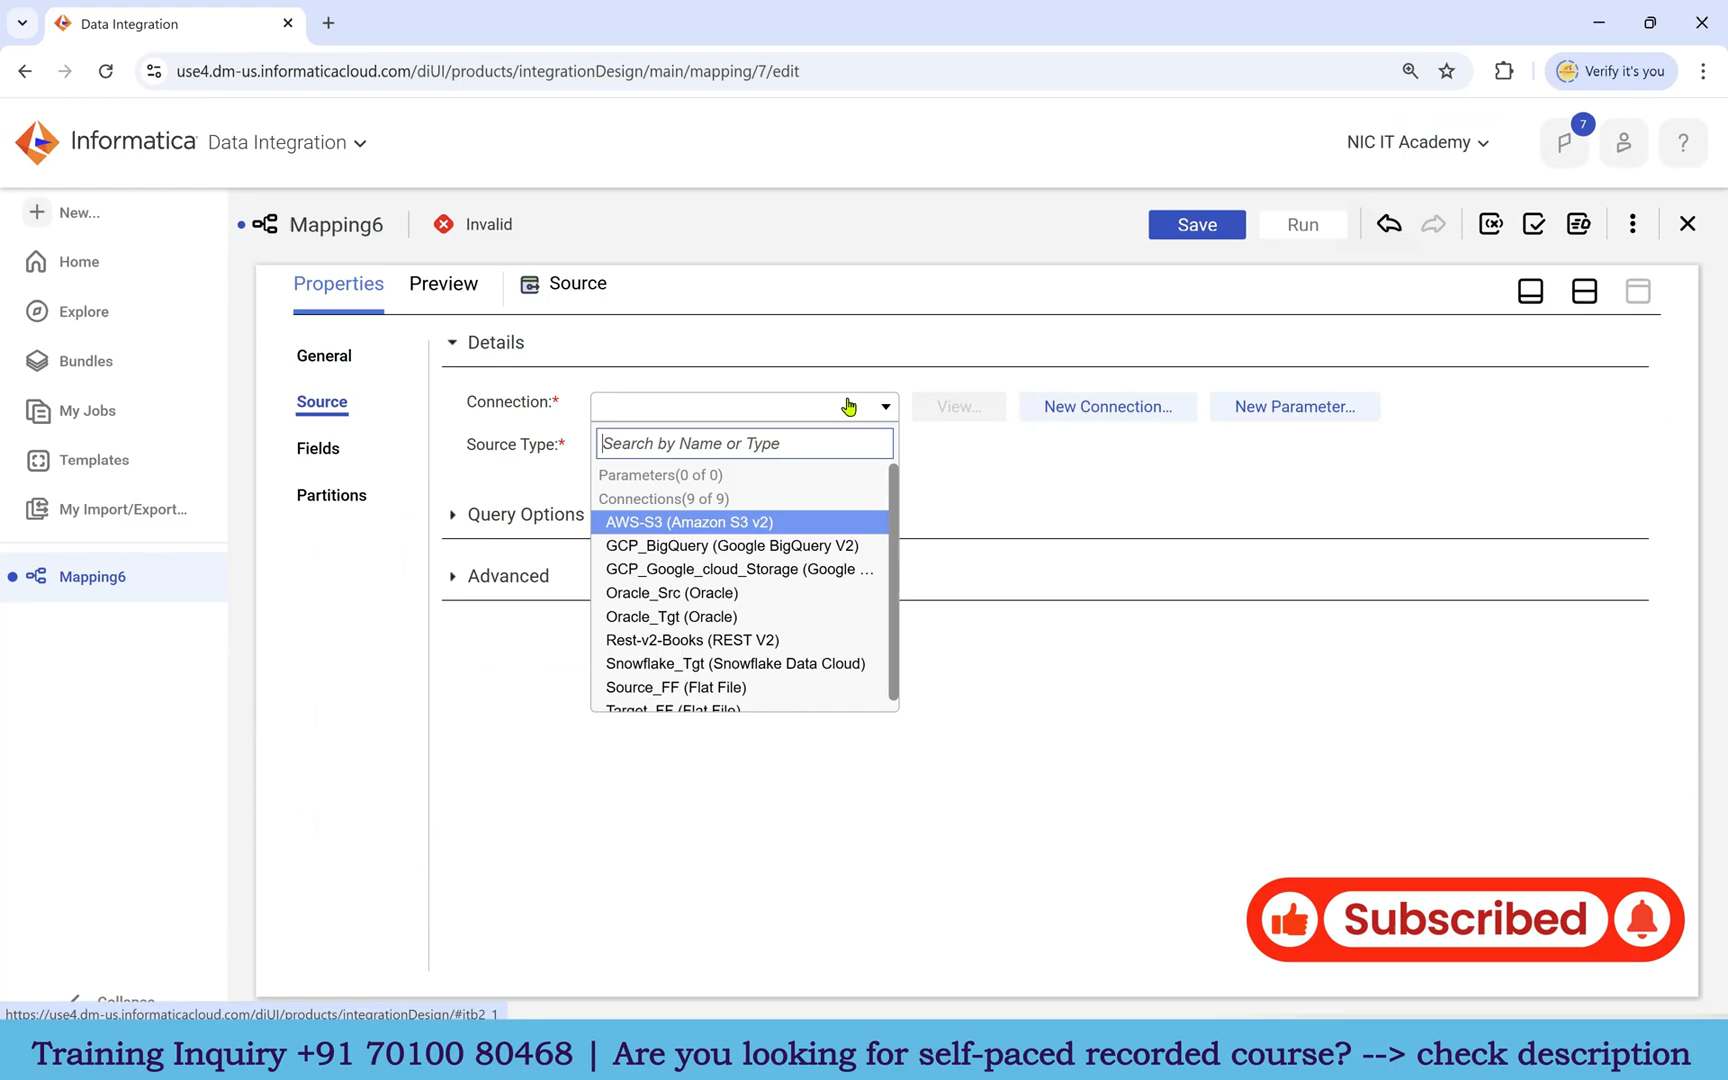 Data Integration
use4.dm-us.informaticacloud.com/diUI/products/integrationDesign/main/mapping/7/edit
Verify it's you
Informatica Data Integration
NIC IT Academy
7
?
New...
Home
Explore
Bundles
My Jobs
Templates
My Import/Export...
Mapping6
Collapse
Mapping6
Invalid
Save
Run
Properties
Preview
Source
General
Source
Fields
Partitions
Details
Connection:*
View...
New Connection...
New Parameter...
Source Type:*
Search by Name or Type
Parameters(0 of 0)
Connections(9 of 9)
AWS-S3 (Amazon S3 v2)
GCP_BigQuery (Google BigQuery V2)
GCP_Google_cloud_Storage (Google ...
Oracle_Src (Oracle)
Oracle_Tgt (Oracle)
Rest-v2-Books (REST V2)
Snowflake_Tgt (Snowflake Data Cloud)
Source_FF (Flat File)
Target_FF (Flat File)
Query Options
Advanced
Subscribed
https://use4.dm-us.informaticacloud.com/diUI/products/integrationDesign/#itb2_1
Training Inquiry +91 70100 80468 | Are you looking for self-paced recorded course? --> check description